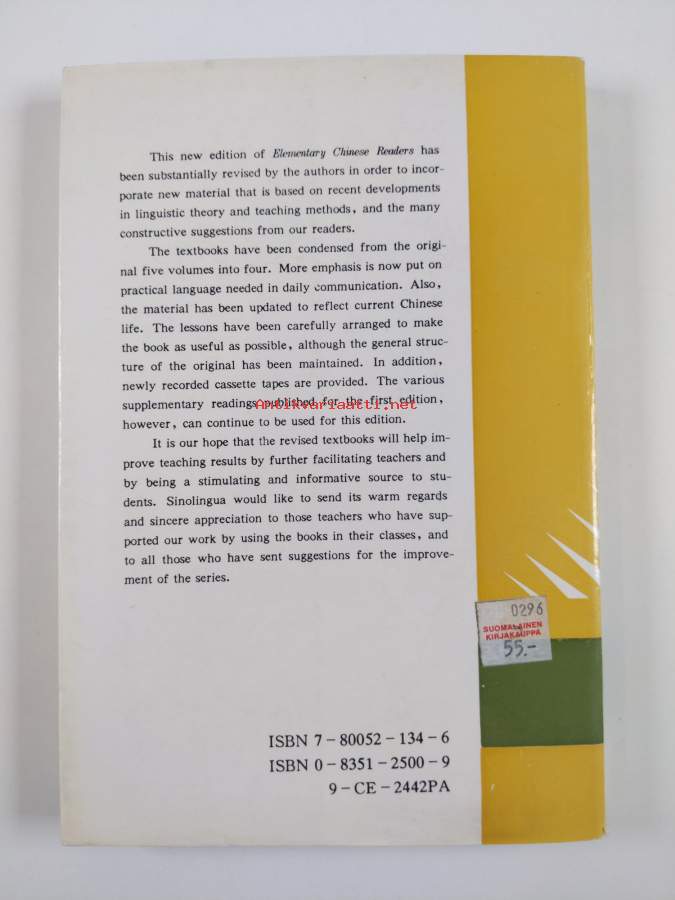 This new edition of Elementary Chinese Readers has
been substantially revised by the authors in order to incor-
porate new material that is based on recent developments
in linguistic theory and teaching methods, and the many
constructive suggestions from our readers.
The textbooks have been condensed from the origi-
nal five volumes into four. More emphasis is now put on
practical language needed in daily communication. Also,
the material has been updated to reflect current Chinese
life. The lessons have been carefully arranged to make
the book as useful as possible, although the general struc-
ture of the original has been maintained. In addition,
newly recorded cassette tapes are provided. The various
supplementary readings published for the first edition,
Antikvariaatti.net
however, can continue to be used for this edition.
It is our hope that the revised textbooks will help im-
prove teaching results by further facilitating teachers and
by being a stimulating and informative source to stu-
dents. Sinolingua would like to send its warm regards
and sincere appreciation to those teachers who have sup-
ported our work by using the books in their classes, and
to all those who have sent suggestions for the improve-
ment of the series.
0296
SUOMALAINEN
KIRJAKAUPPA
55.-
ISBN 7-80052-134-6
ISBN 0-8351-2500-9
9-CE-2442PA